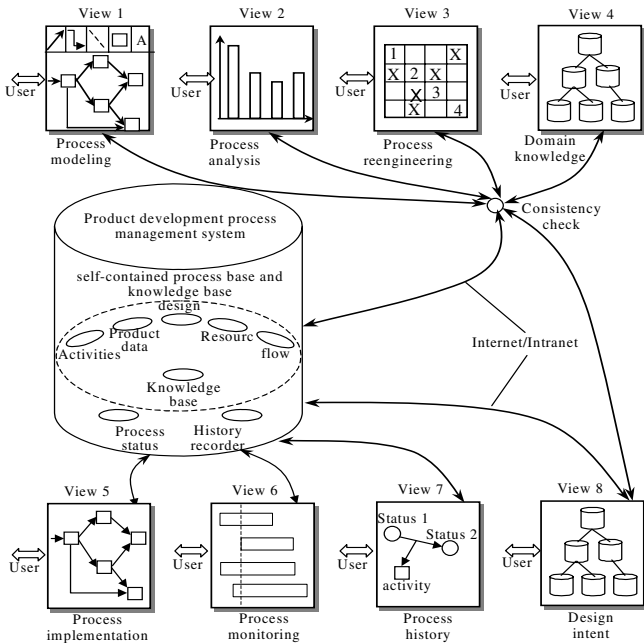 View 1
View 2
View 3
View 4
A
1
X
X
2
X
X
3
X
4
User
User
User
User
Process
modeling
Process
analysis
Process
reengineering
Domain
knowledge
Consistency
check
Product development process
management system
self-contained process base and
knowledge base
design
Product
data
Resourc
Activities
flow
Knowledge
base
Internet/Intranet
Process
status
History
recorder
View 5
View 6
View 7
View 8
Status 1
Status 2
activity
User
User
User
User
Process
implementation
Process
monitoring
Process
history
Design
intent